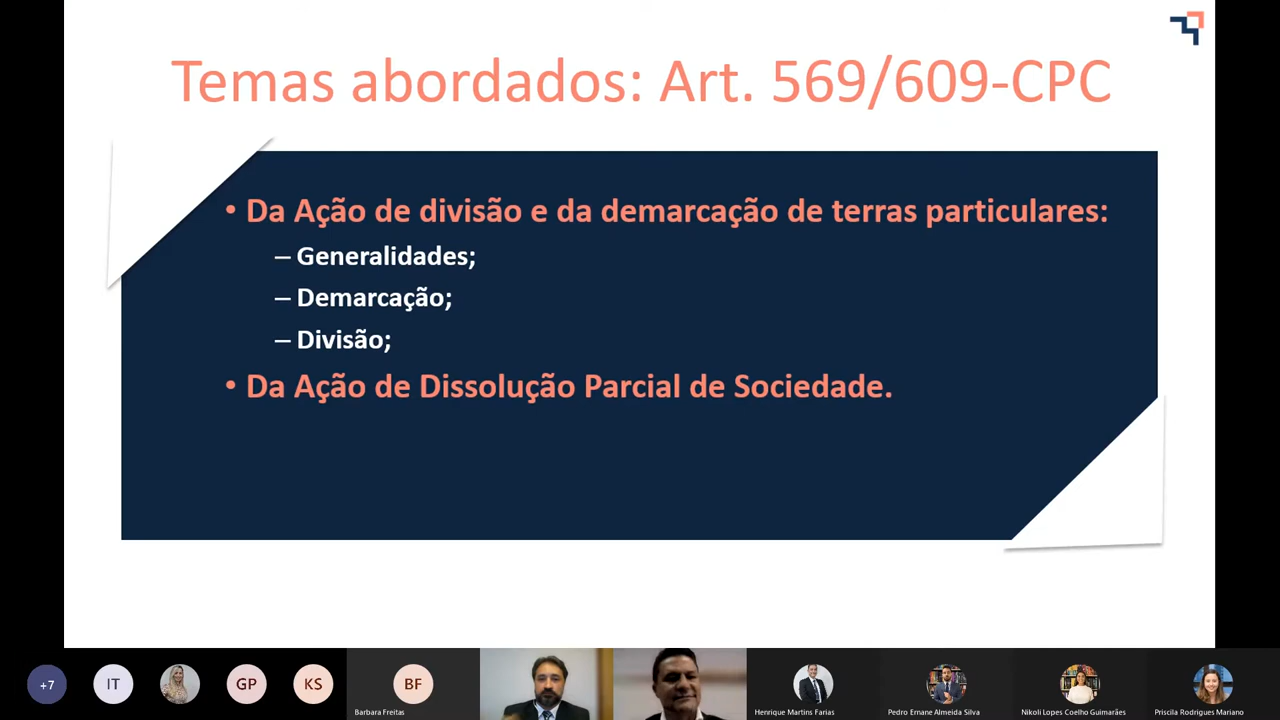 Temas abordados: Art. 569/609-CPC
• Da Ação de divisão e da demarcação de terras particulares:
– Generalidades;
– Demarcação;
– Divisão;
• Da Ação de Dissolução Parcial de Sociedade.
+7
IT
GP
KS
BF
Barbara Freitas
Henrique Martins Farias
Pedro Ernane Almeida Silva
Nikoli Lopes Coelho Guimarães
Priscila Rodrigues Mariano